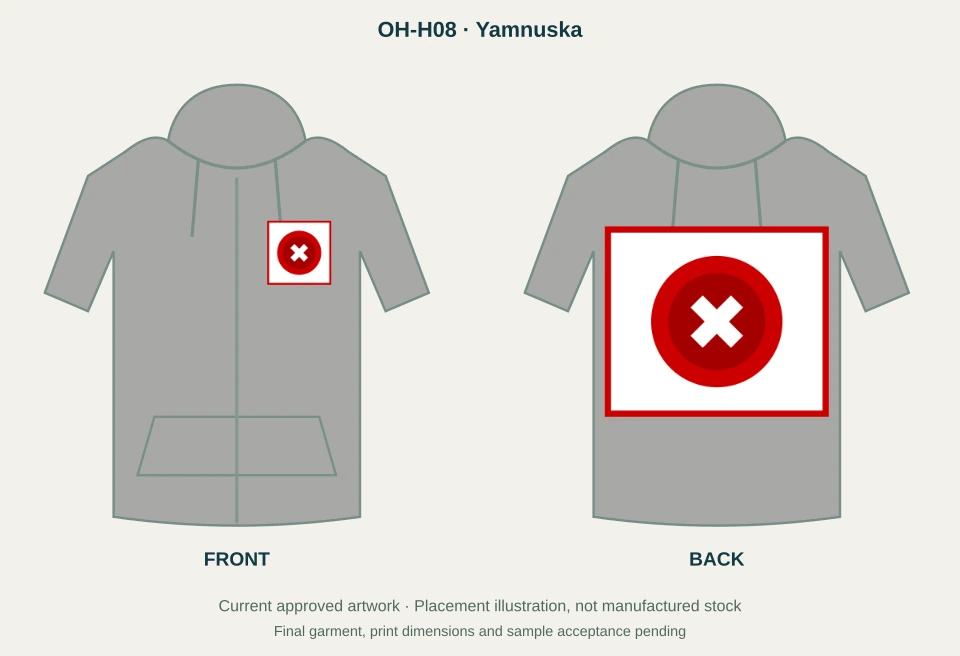 OH-H08 · Yamnuska
FRONT
BACK
Current approved artwork · Placement illustration, not manufactured stock
Final garment, print dimensions and sample acceptance pending